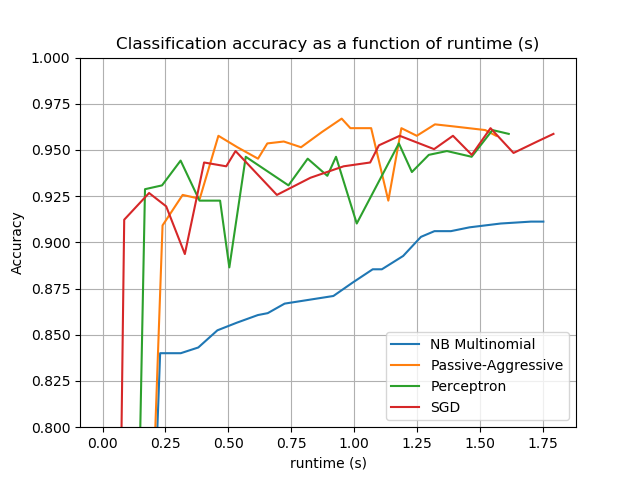 Classification accuracy as a function of runtime (s)
1.000
0.975
0.950
0.925
0.900
0.875
0.850
0.825
0.800
Accuracy
0.00 0.25 0.50 0.75 1.00 1.25 1.50 1.75
runtime (s)
NB Multinomial
Passive-Aggressive
Perceptron
SGD